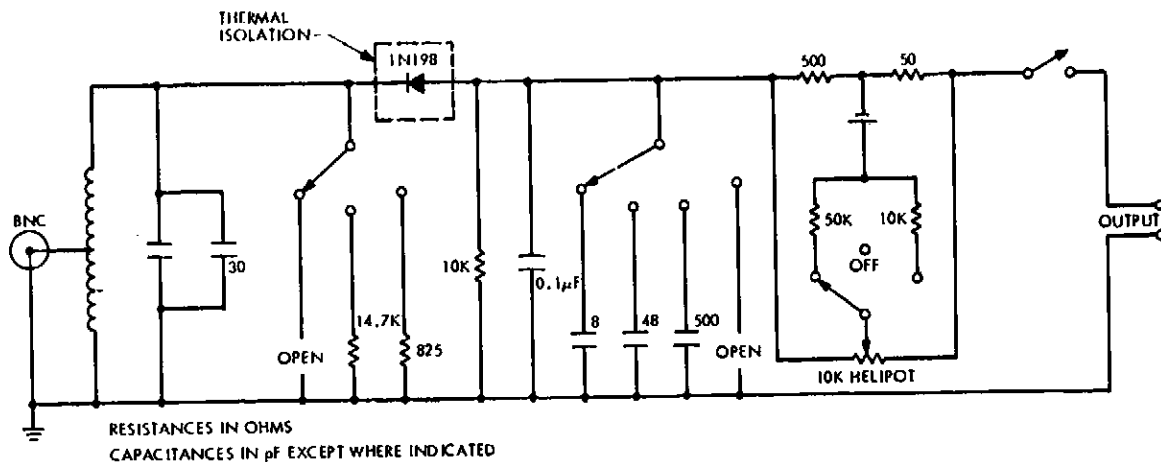 THERMAL
ISOLATION
1N198
500
50
BNC
30
10K
0.1µF
50K
10K
OFF
OUTPUT
14.7K
825
8
48
500
OPEN
OPEN
10K HELIPOT
RESISTANCES IN OHMS
CAPACITANCES IN pF EXCEPT WHERE INDICATED